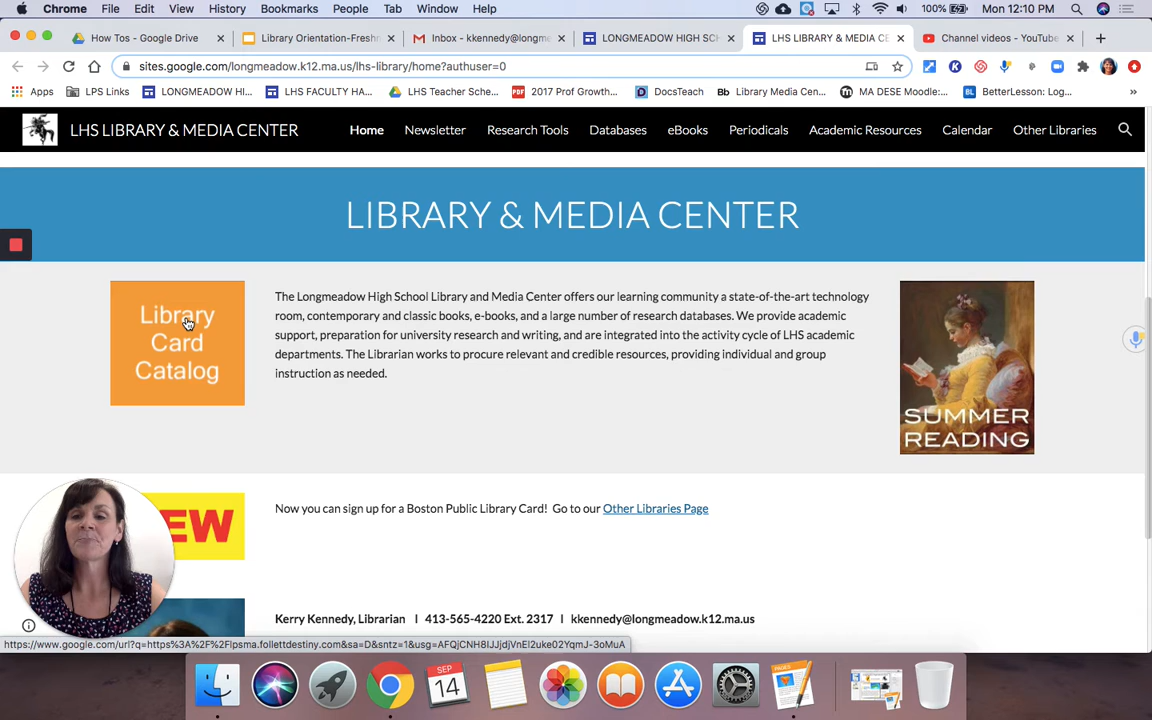 Chrome File Edit View History Bookmarks People Tab Window Help 100% Mon 12:10 PM
How Tos - Google Drive Library Orientation-Freshn Inbox - kkennedy@longme LONGMEADOW HIGH SCH LHS LIBRARY & MEDIA CE Channel videos - YouTube
sites.google.com/longmeadow.k12.ma.us/lhs-library/home?authuser=0
Apps LPS Links LONGMEADOW HI... LHS FACULTY HA... LHS Teacher Sche... 2017 Prof Growth... DocsTeach Bb Library Media Cen... MA DESE Moodle:... BL BetterLesson: Log... »
LHS LIBRARY & MEDIA CENTER Home Newsletter Research Tools Databases eBooks Periodicals Academic Resources Calendar Other Libraries
LIBRARY & MEDIA CENTER
Library
Card
Catalog
The Longmeadow High School Library and Media Center offers our learning community a state-of-the-art technology
room, contemporary and classic books, e-books, and a large number of research databases. We provide academic
support, preparation for university research and writing, and are integrated into the activity cycle of LHS academic
departments. The Librarian works to procure relevant and credible resources, providing individual and group
instruction as needed.
SUMMER
READING
EW
Now you can sign up for a Boston Public Library Card! Go to our Other Libraries Page
Kerry Kennedy, Librarian I 413-565-4220 Ext. 2317 I kkennedy@longmeadow.k12.ma.us
SEP
14